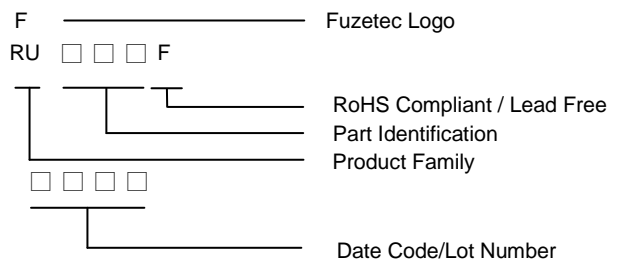 F Fuzetec Logo
RU □ □ □ F
RoHS Compliant / Lead Free
Part Identification
Product Family
□ □ □ □
Date Code/Lot Number